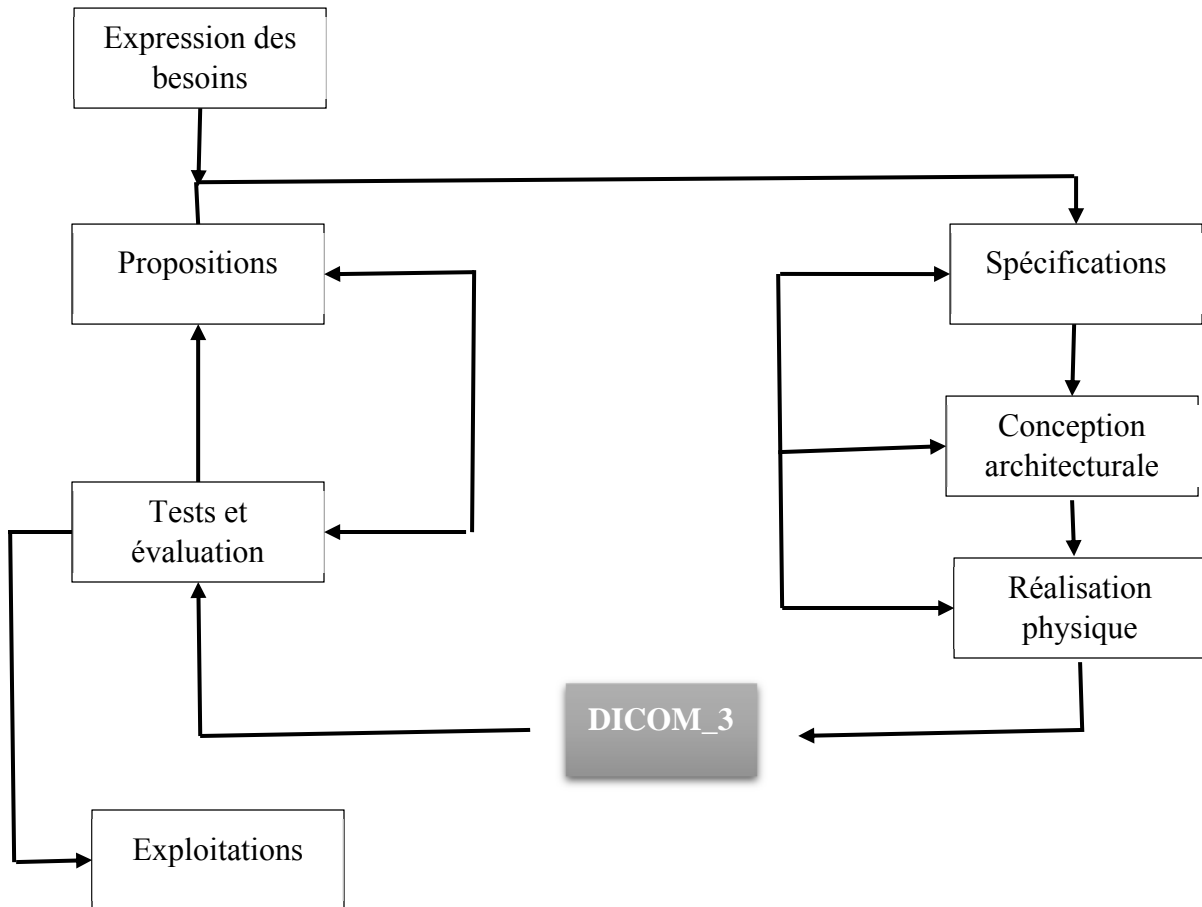 Expression des
besoins
Propositions
Spécifications
Conception
architecturale
Tests et
évaluation
Réalisation
physique
DICOM_3
Exploitations